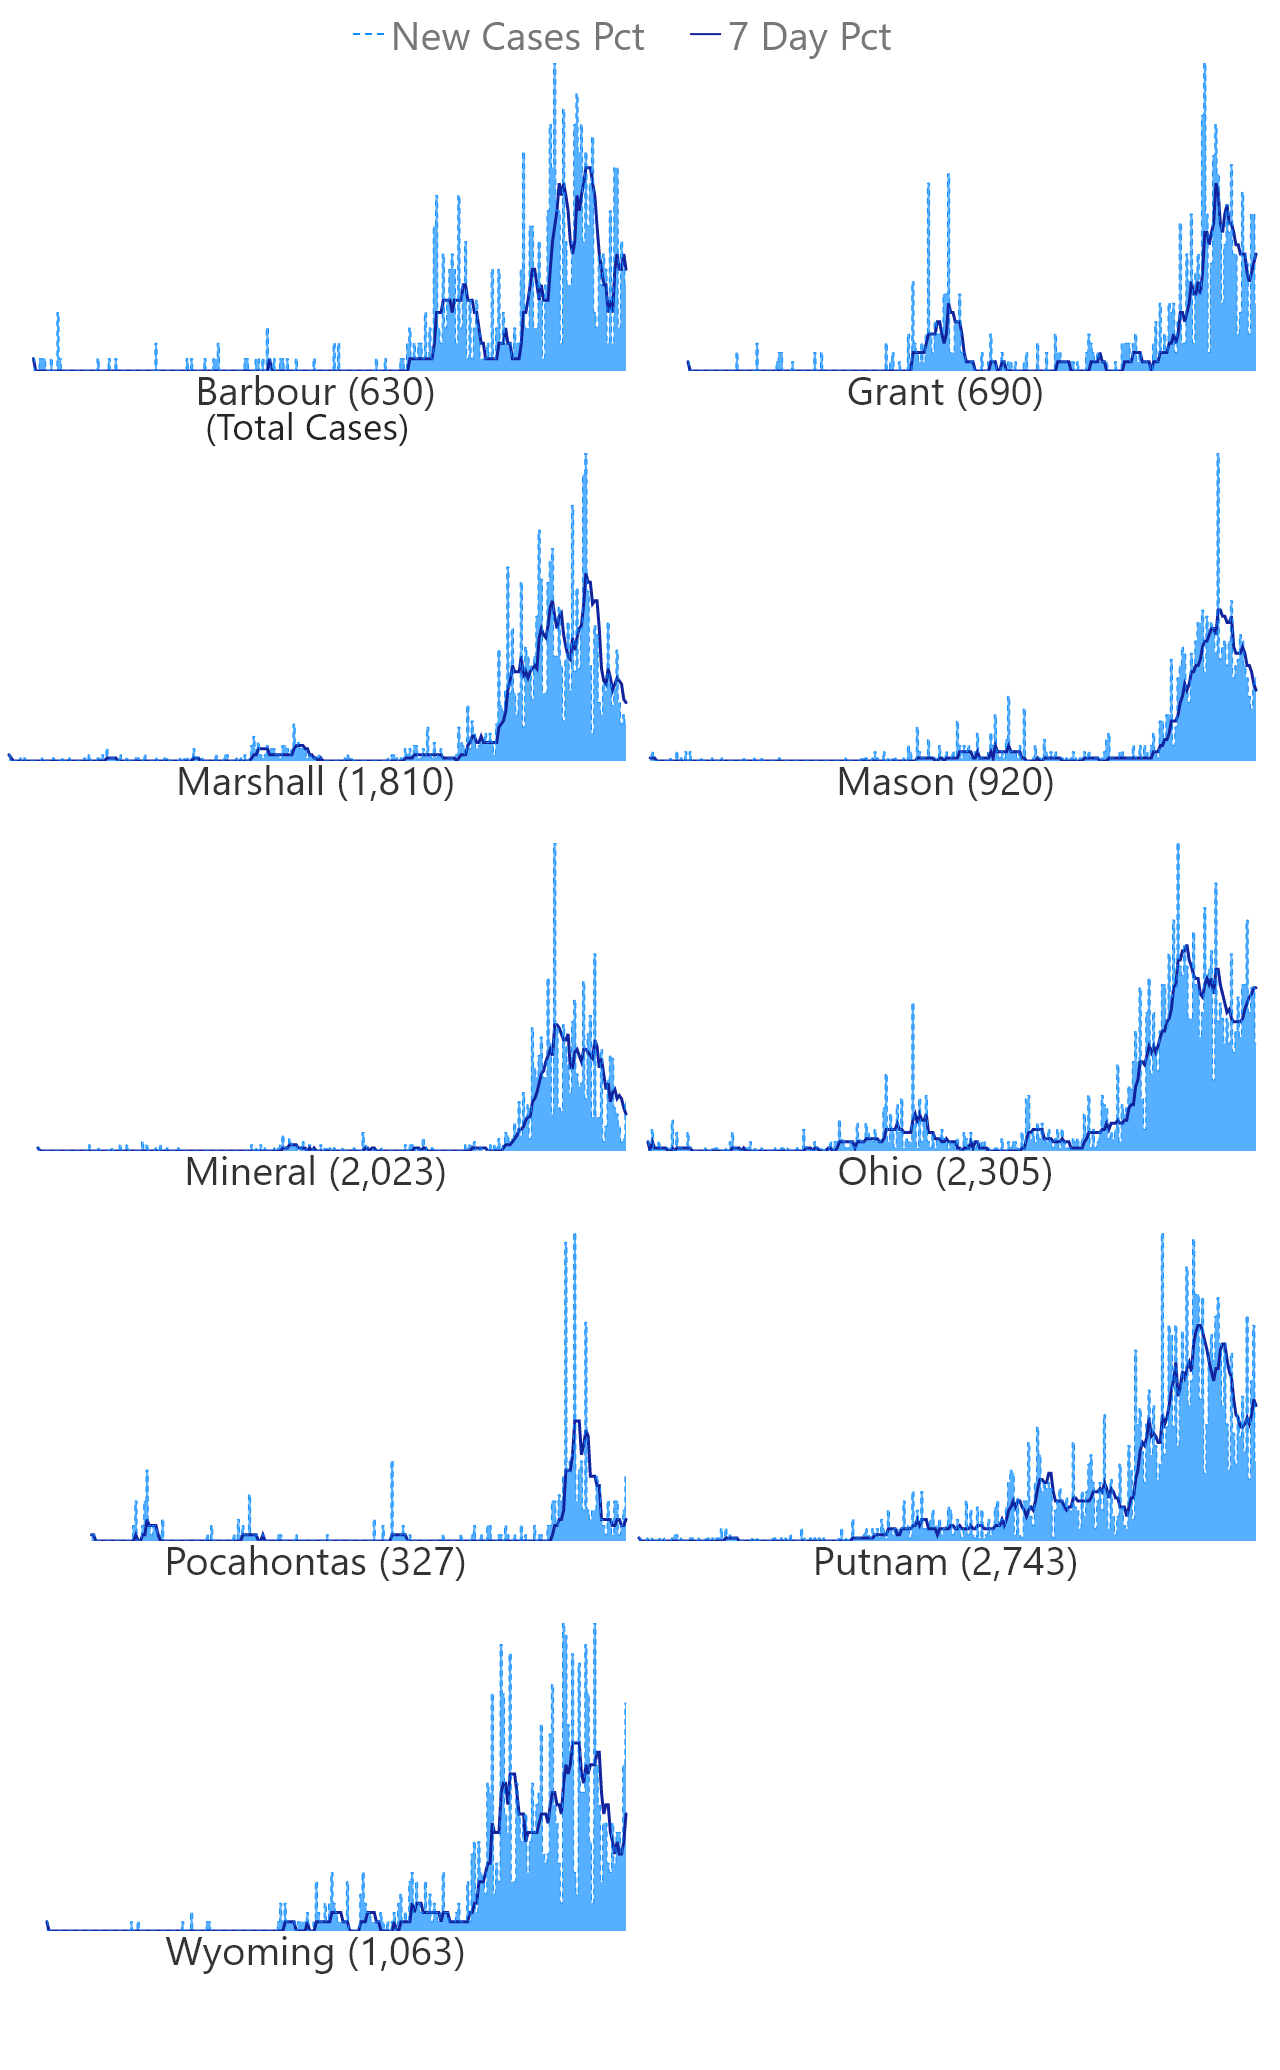 New Cases Pct 7 Day Pct
Barbour (630) Grant (690)
(Total Cases)
Marshall (1,810) Mason (920)
Mineral (2,023) Ohio (2,305)
Pocahontas (327) Putnam (2,743)
Wyoming (1,063)